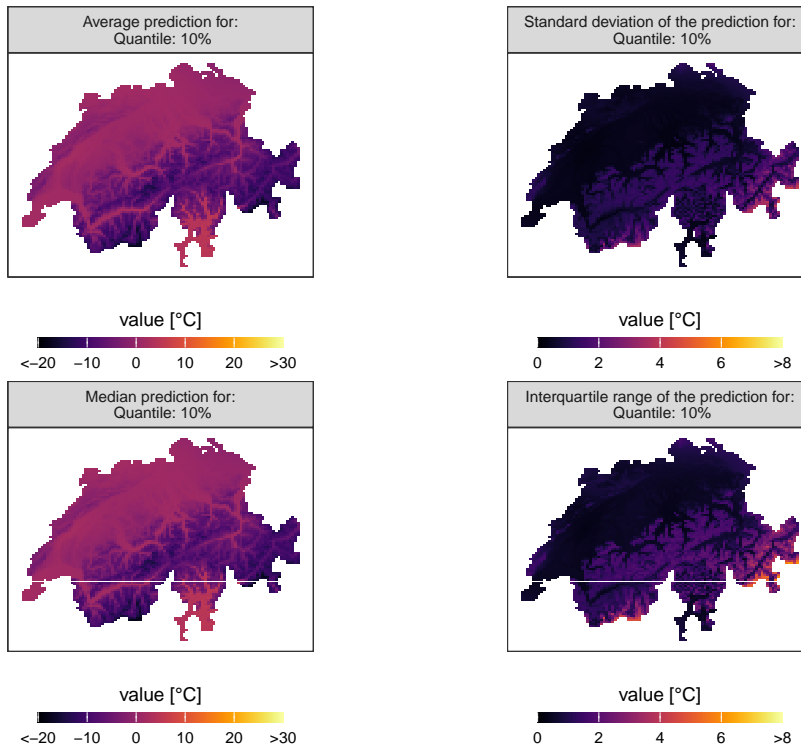 Average prediction for:
Quantile: 10%
Standard deviation of the prediction for:
Quantile: 10%
value [°C]
<−20 −10 0 10 20 >30
value [°C]
0 2 4 6 >8
Median prediction for:
Quantile: 10%
Interquartile range of the prediction for:
Quantile: 10%
value [°C]
<−20 −10 0 10 20 >30
value [°C]
0 2 4 6 >8